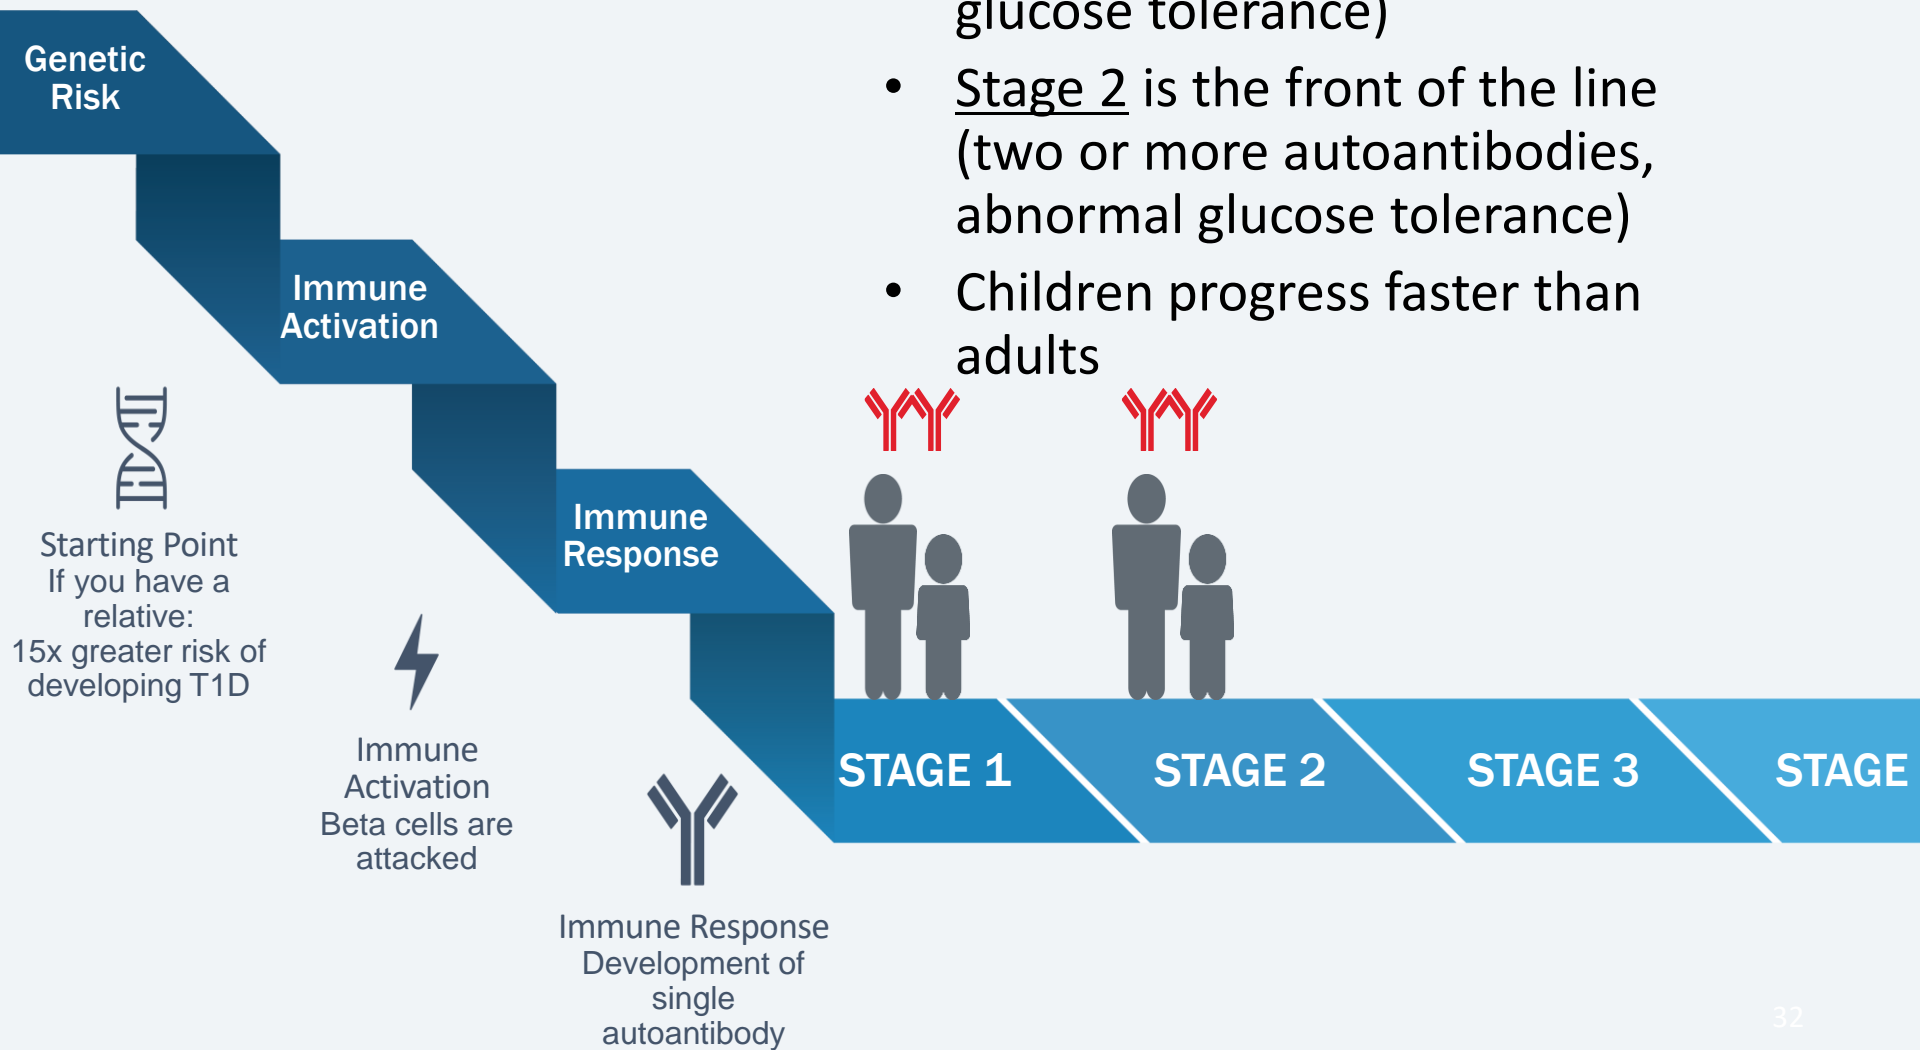 glucose tolerance)
• Stage 2 is the front of the line
(two or more autoantibodies,
abnormal glucose tolerance)
• Children progress faster than
adults
Genetic
Risk
Immune
Activation
Immune
Response
Starting Point
If you have a
relative:
15x greater risk of
developing T1D
Immune
Activation
Beta cells are
attacked
Immune Response
Development of
single
autoantibody
STAGE 1
STAGE 2
STAGE 3
STAGE
32